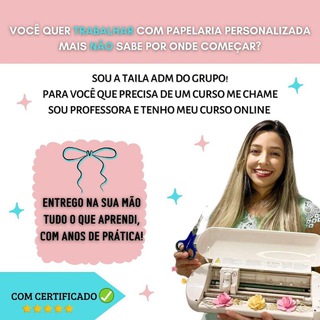 VOCÊ QUER TRABALHAR COM PAPELARIA PERSONALIZADA
MAIS NÃO SABE POR ONDE COMEÇAR?
SOU A TAILA ADM DO GRUPO!
PARA VOCÊ QUE PRECISA DE UM CURSO ME CHAME
SOU PROFESSORA E TENHO MEU CURSO ONLINE
ENTREGO NA SUA MÃO
TUDO O QUE APRENDI,
COM ANOS DE PRÁTICA!
COM CERTIFICADO